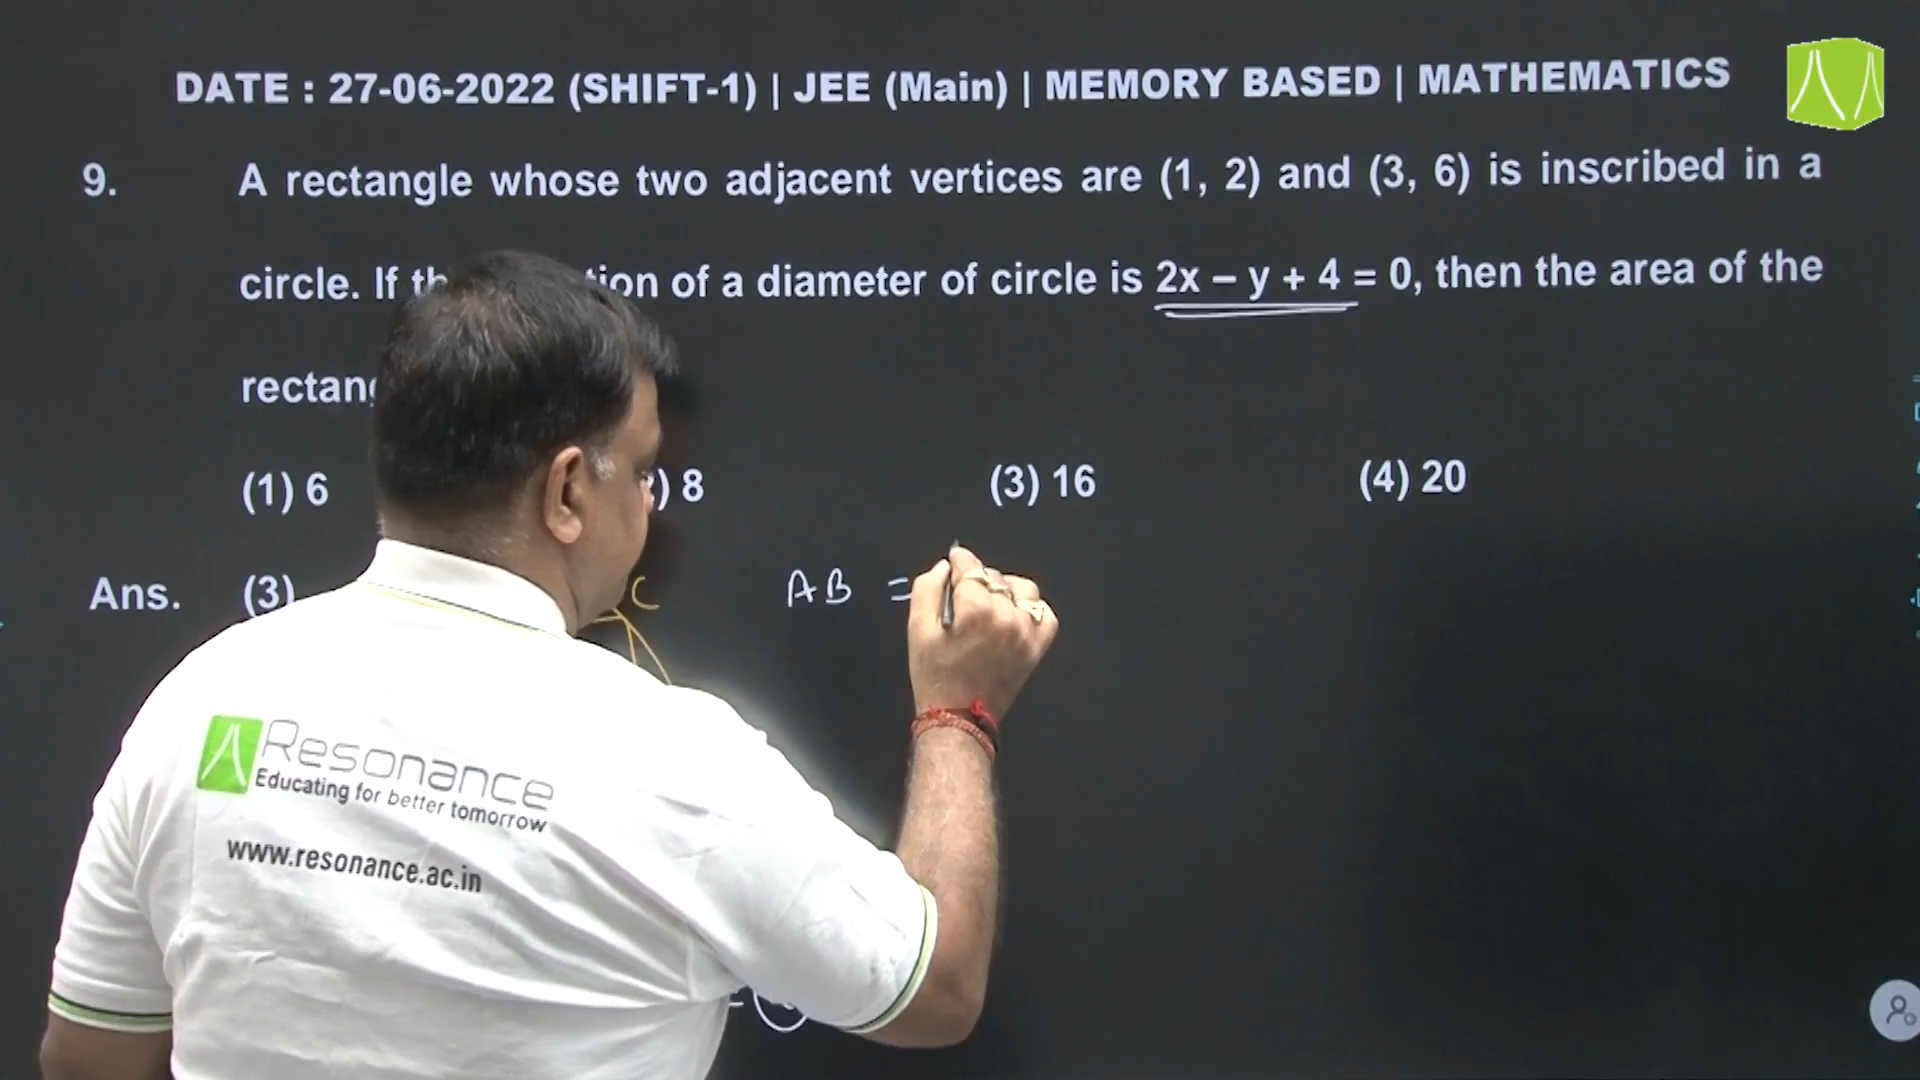 DATE : 27-06-2022 (SHIFT-1) | JEE (Main) | MEMORY BASED | MATHEMATICS
9. A rectangle whose two adjacent vertices are (1, 2) and (3, 6) is inscribed in a
circle. If of a diameter of circle is 2x – y + 4 = 0, then the area of the
(1) 6 8 (3) 16 (4) 20
Ans. (3)
C
AB =
Resonance
Educating for better tomorrow
www.resonance.ac.in